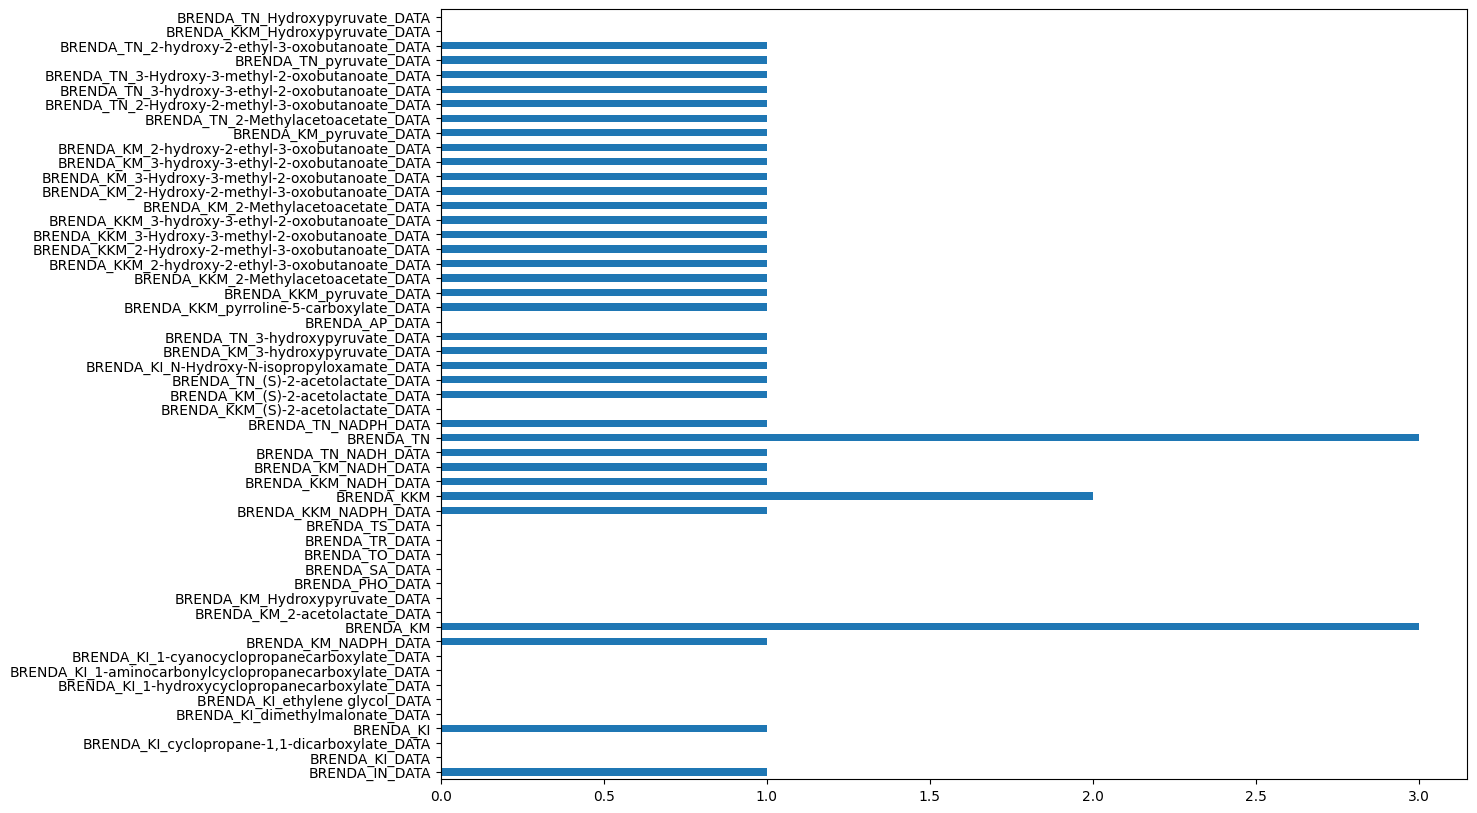 BRENDA_TN_Hydroxypyruvate_DATA
BRENDA_KKM_Hydroxypyruvate_DATA
BRENDA_TN_2-hydroxy-2-ethyl-3-oxobutanoate_DATA
BRENDA_TN_pyruvate_DATA
BRENDA_TN_3-Hydroxy-3-methyl-2-oxobutanoate_DATA
BRENDA_TN_3-hydroxy-3-ethyl-2-oxobutanoate_DATA
BRENDA_TN_2-Hydroxy-2-methyl-3-oxobutanoate_DATA
BRENDA_TN_2-Methylacetoacetate_DATA
BRENDA_KM_pyruvate_DATA
BRENDA_KM_2-hydroxy-2-ethyl-3-oxobutanoate_DATA
BRENDA_KM_3-hydroxy-3-ethyl-2-oxobutanoate_DATA
BRENDA_KM_3-Hydroxy-3-methyl-2-oxobutanoate_DATA
BRENDA_KM_2-Hydroxy-2-methyl-3-oxobutanoate_DATA
BRENDA_KM_2-Methylacetoacetate_DATA
BRENDA_KKM_3-hydroxy-3-ethyl-2-oxobutanoate_DATA
BRENDA_KKM_3-Hydroxy-3-methyl-2-oxobutanoate_DATA
BRENDA_KKM_2-Hydroxy-2-methyl-3-oxobutanoate_DATA
BRENDA_KKM_2-hydroxy-2-ethyl-3-oxobutanoate_DATA
BRENDA_KKM_2-Methylacetoacetate_DATA
BRENDA_KKM_pyruvate_DATA
BRENDA_KKM_pyrroline-5-carboxylate_DATA
BRENDA_AP_DATA
BRENDA_TN_3-hydroxypyruvate_DATA
BRENDA_KM_3-hydroxypyruvate_DATA
BRENDA_KI_N-Hydroxy-N-isopropyloxamate_DATA
BRENDA_TN_(S)-2-acetolactate_DATA
BRENDA_KM_(S)-2-acetolactate_DATA
BRENDA_KKM_(S)-2-acetolactate_DATA
BRENDA_TN_NADPH_DATA
BRENDA_TN
BRENDA_TN_NADH_DATA
BRENDA_KM_NADH_DATA
BRENDA_KKM_NADH_DATA
BRENDA_KKM
BRENDA_KKM_NADPH_DATA
BRENDA_TS_DATA
BRENDA_TR_DATA
BRENDA_TO_DATA
BRENDA_SA_DATA
BRENDA_PHO_DATA
BRENDA_KM_Hydroxypyruvate_DATA
BRENDA_KM_2-acetolactate_DATA
BRENDA_KM
BRENDA_KM_NADPH_DATA
BRENDA_KI_1-cyanocyclopropanecarboxylate_DATA
BRENDA_KI_1-aminocarbonylcyclopropanecarboxylate_DATA
BRENDA_KI_1-hydroxycyclopropanecarboxylate_DATA
BRENDA_KI_ethylene glycol_DATA
BRENDA_KI_dimethylmalonate_DATA
BRENDA_KI
BRENDA_KI_cyclopropane-1,1-dicarboxylate_DATA
BRENDA_KI_DATA
BRENDA_IN_DATA
0.0 0.5 1.0 1.5 2.0 2.5 3.0